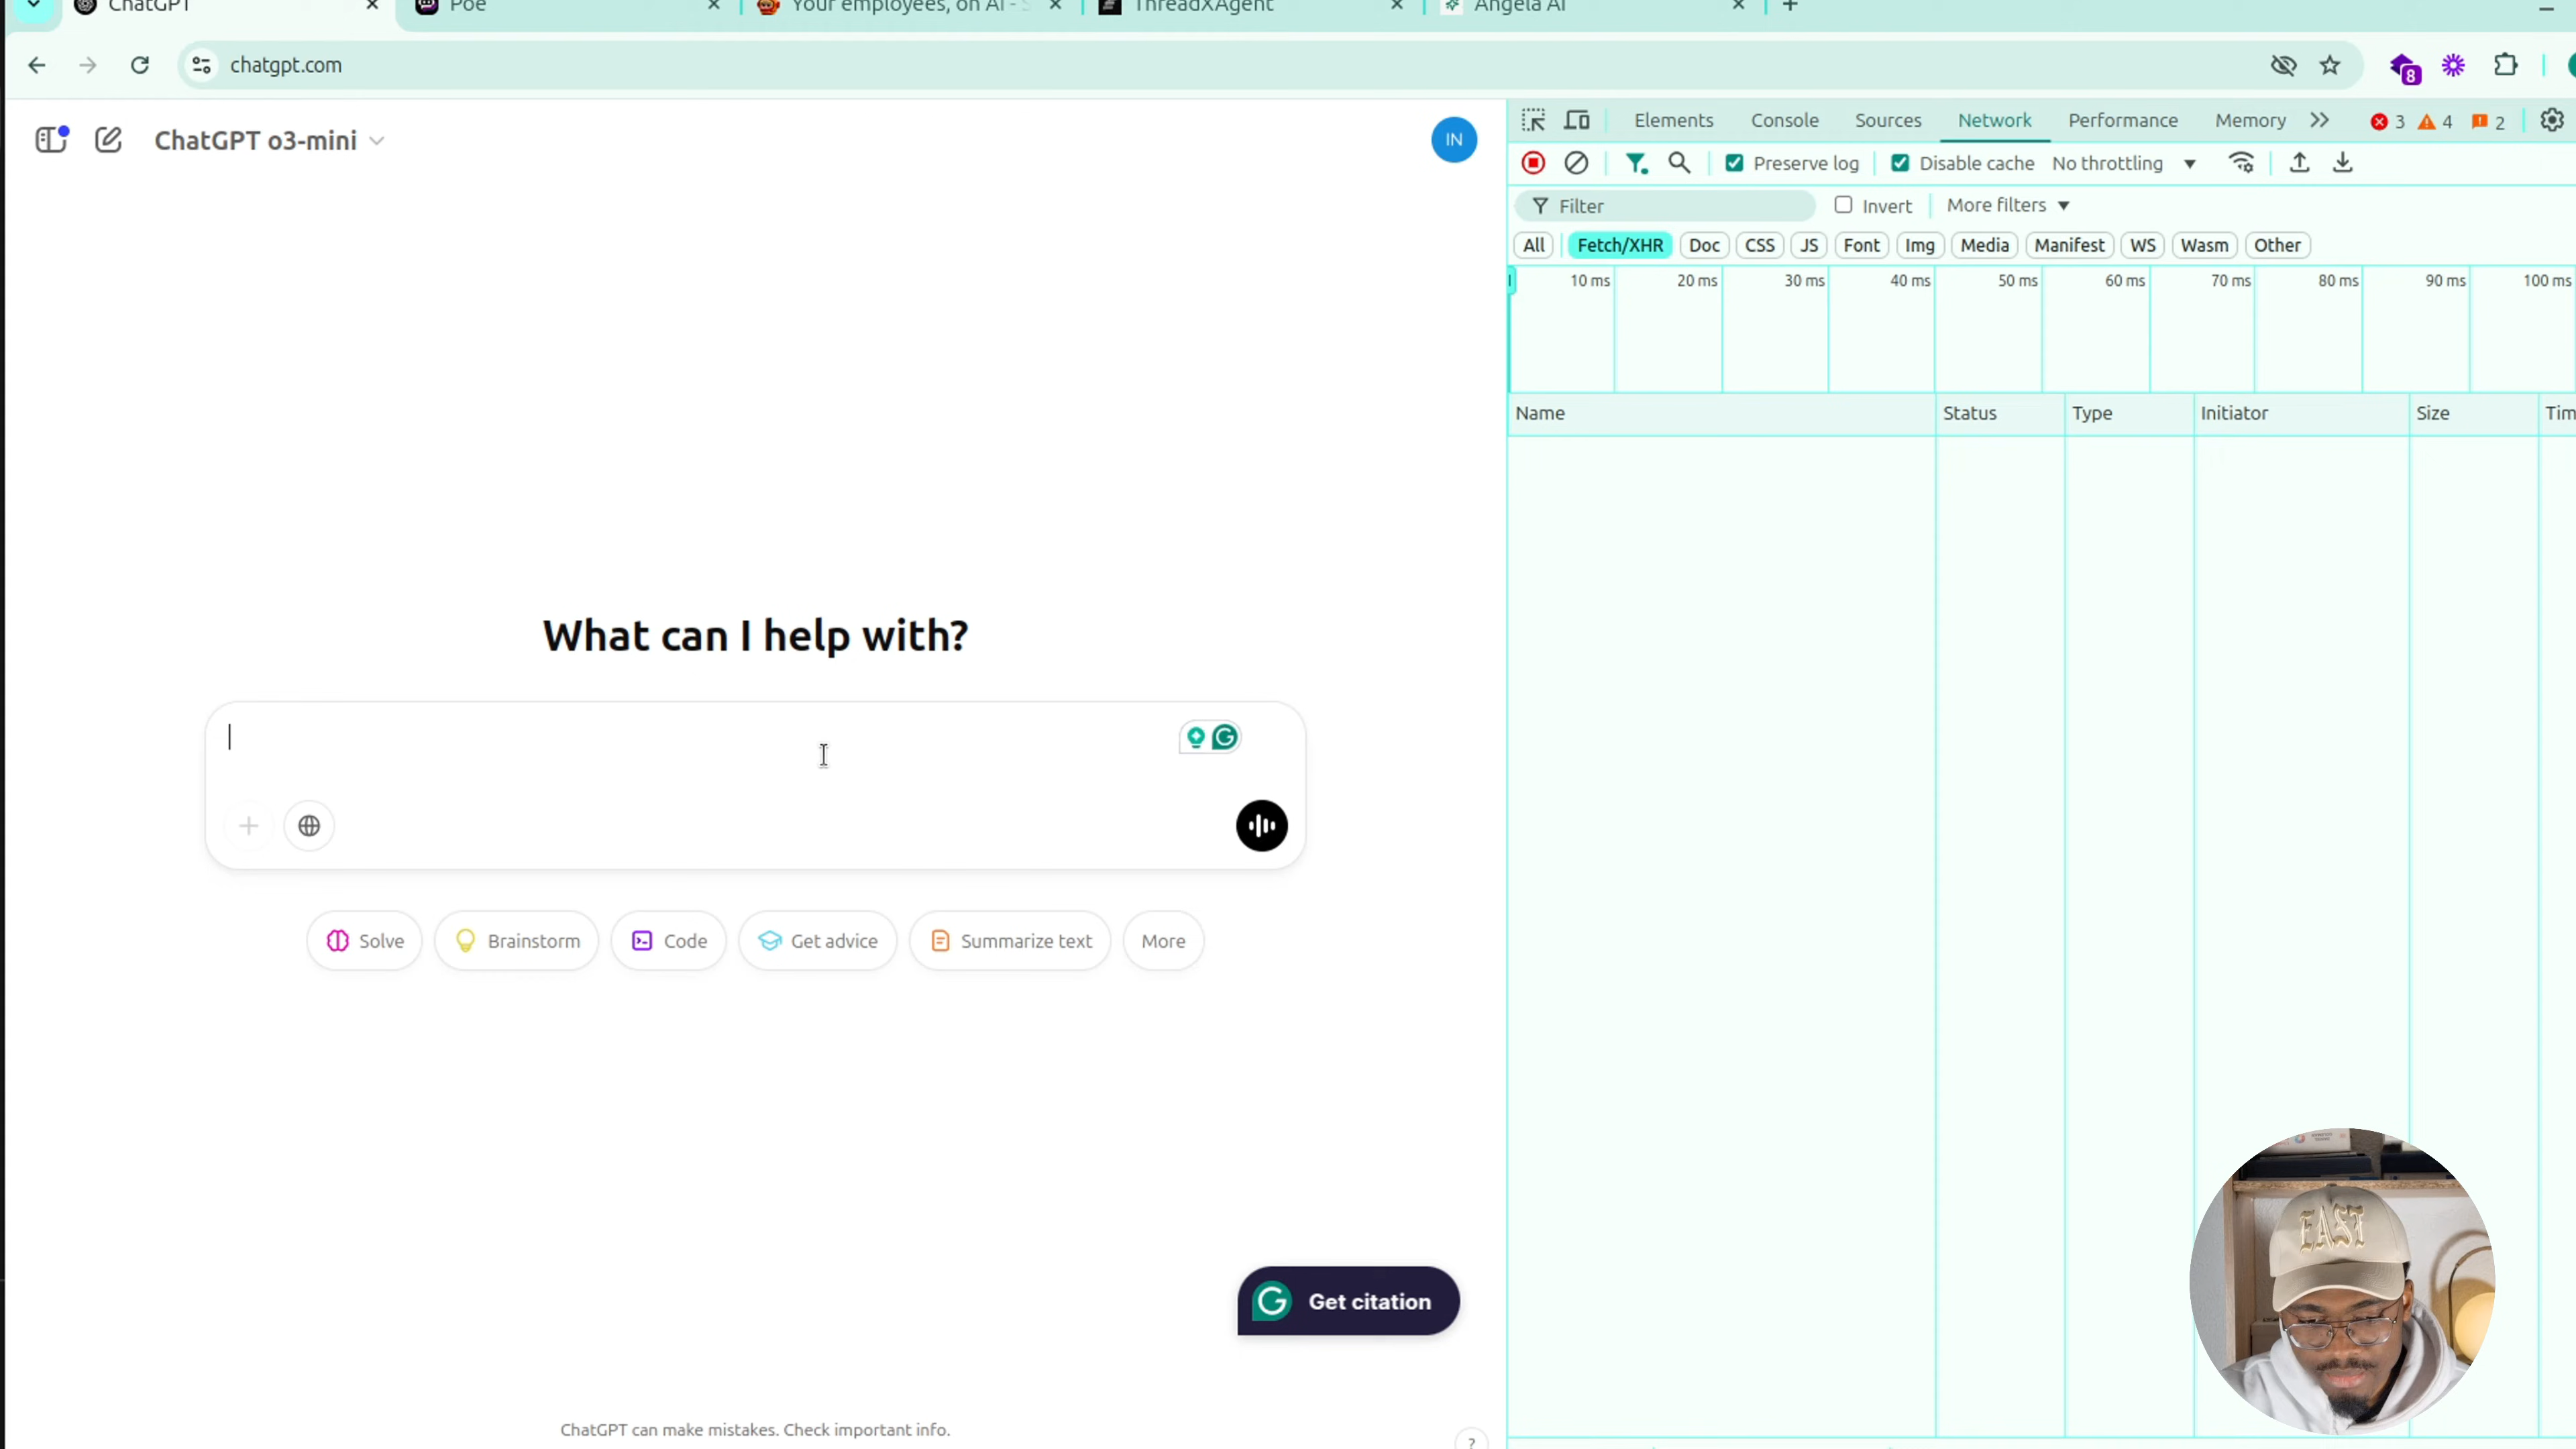 ChatGPT
Poe
Your employees, on AI - S
ThreadXAgent
Angela AI
chatgpt.com
8
ChatGPT o3-mini
IN
Elements Console Sources Network Performance Memory 3 4 2
Preserve log Disable cache No throttling
Filter Invert More filters
All Fetch/XHR Doc CSS JS Font Img Media Manifest WS Wasm Other
10 ms 20 ms 30 ms 40 ms 50 ms 60 ms 70 ms 80 ms 90 ms 100 ms
Name Status Type Initiator Size Tim
What can I help with?
Solve
Brainstorm
Code
Get advice
Summarize text
More
EAST
G Get citation
ChatGPT can make mistakes. Check important info.
?